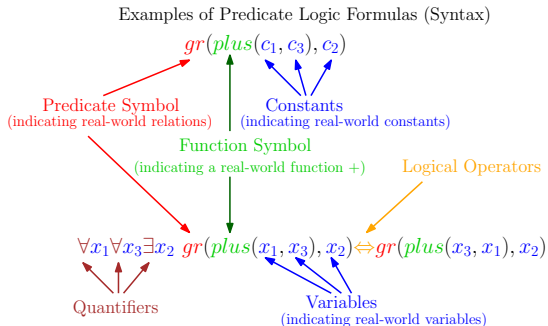 Examples of Predicate Logic Formulas (Syntax)
gr(plus(c₁, c₃), c₂)
Predicate Symbol
(indicating real-world relations)
Constants
(indicating real-world constants)
Function Symbol
(indicating a real-world function +)
Logical Operators
∀x₁∀x₃∃x₂ gr(plus(x₁, x₃), x₂)⇔gr(plus(x₃, x₁), x₂)
Quantifiers
Variables
(indicating real-world variables)